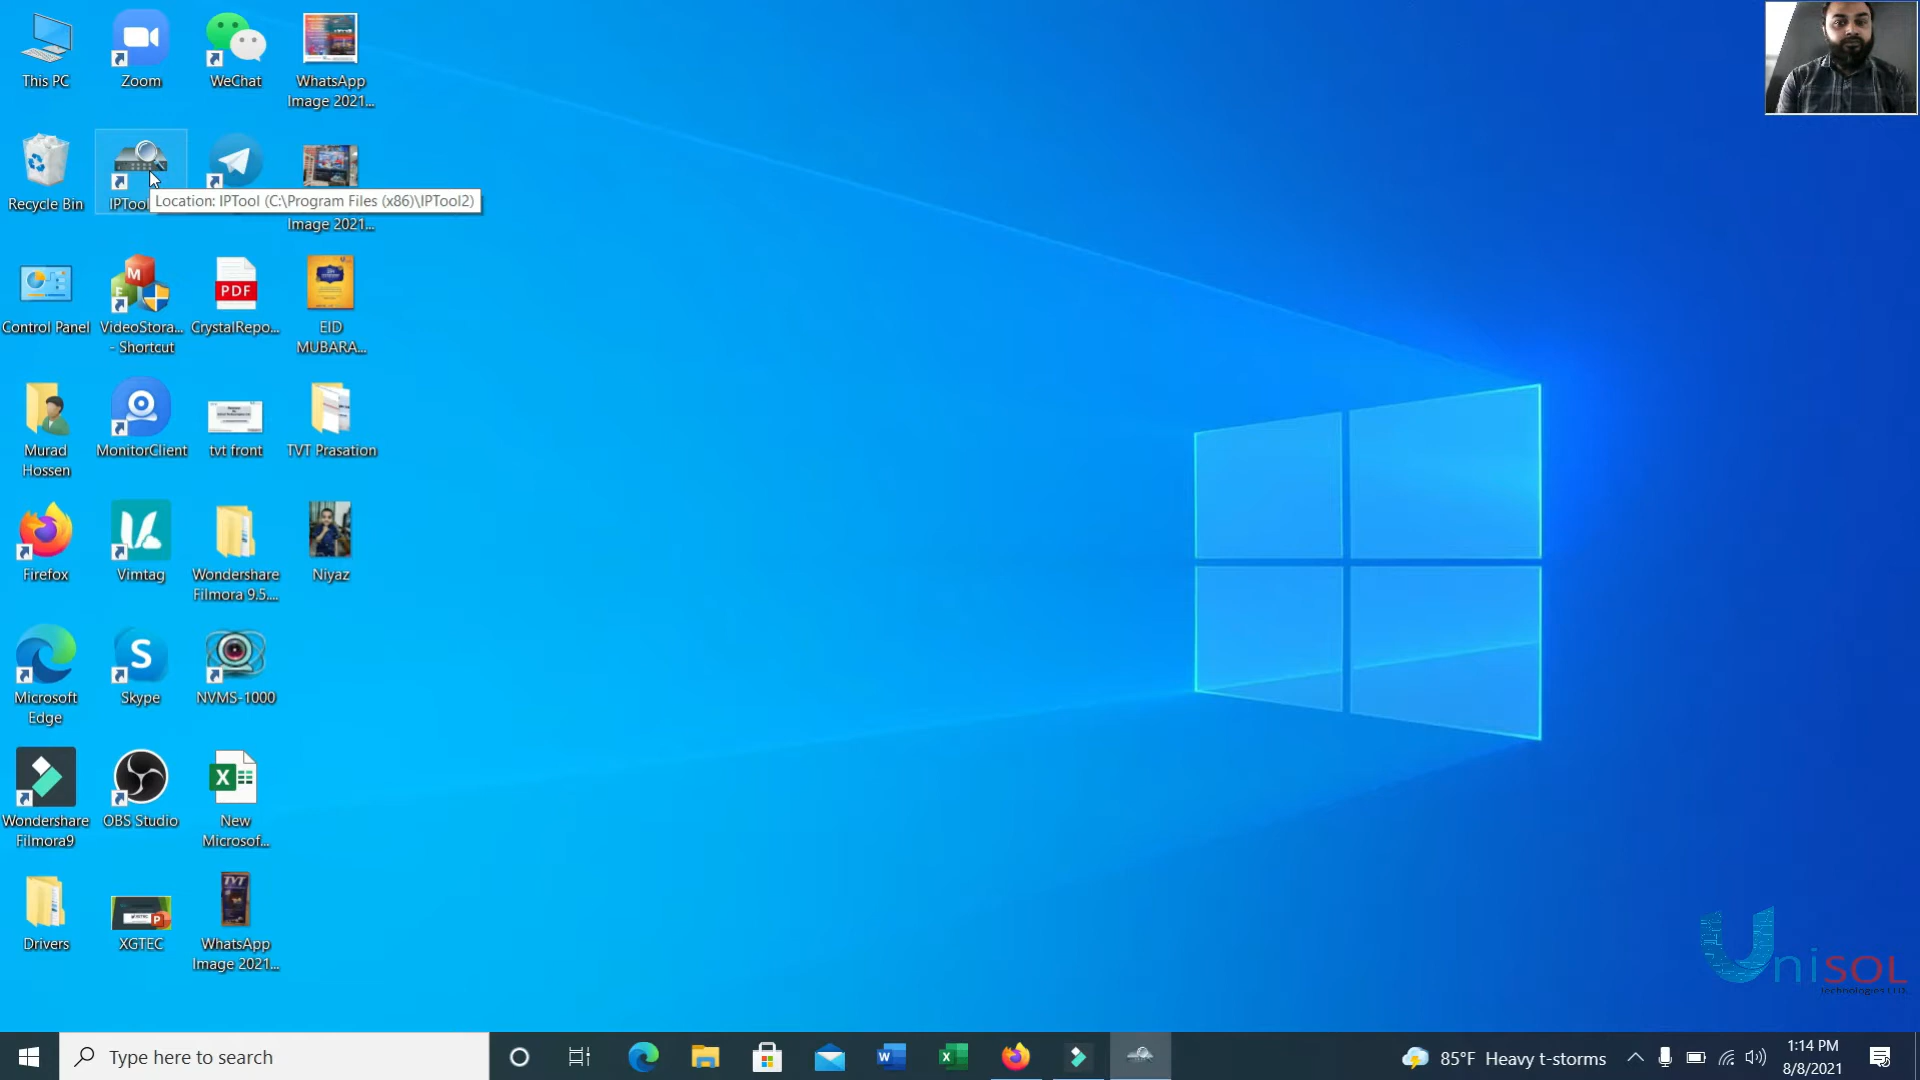 This PC
Zoom
WeChat
WhatsApp
Image 2021...
Recycle Bin
IPTool
Location: IPTool (C:\Program Files (x86)\IPTool2)
Image 2021...
Control Panel
VideoStora...
- Shortcut
PDF
CrystalRepo...
EID
MUBARA...
Murad
Hossen
MonitorClient
tvt front
TVT Prasation
Firefox
Vimtag
Wondershare
Filmora 9.5....
Niyaz
Microsoft
Edge
Skype
NVMS-1000
Wondershare
Filmora9
OBS Studio
New
Microsof...
Drivers
XGTEC
TVT
WhatsApp
Image 2021...
UniSOL
Technologies LTD.
Type here to search
85°F Heavy t-storms
1:14 PM
8/8/2021